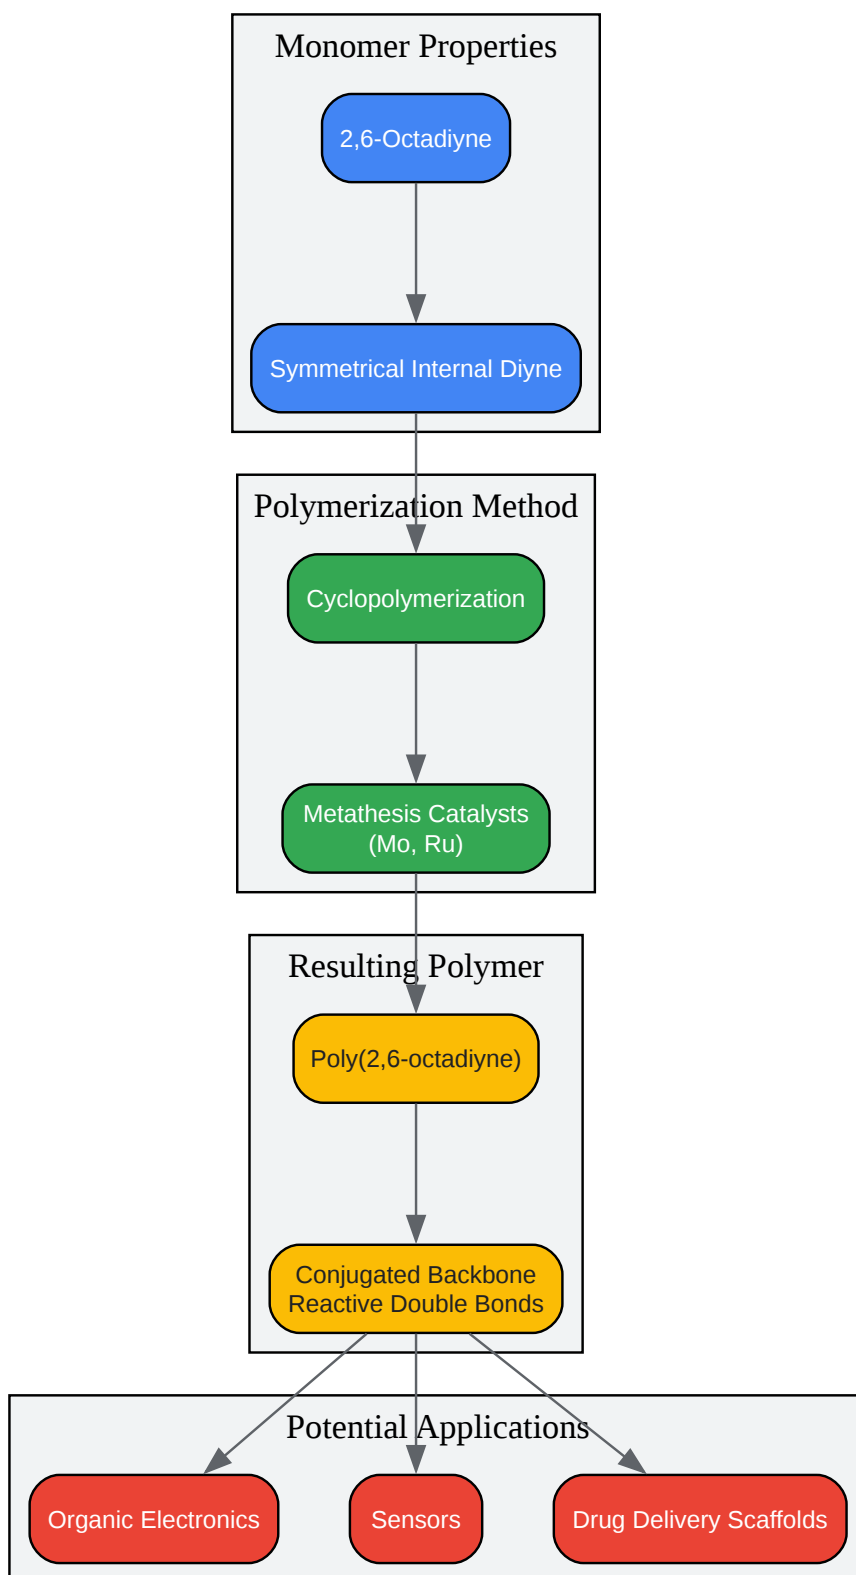 Monomer Properties
2,6-Octadiyne
Symmetrical Internal Diyne
Polymerization Method
Cyclopolymerization
Metathesis Catalysts
(Mo, Ru)
Resulting Polymer
Poly(2,6-octadiyne)
Conjugated Backbone
Reactive Double Bonds
Potential Applications
Organic Electronics
Sensors
Drug Delivery Scaffolds